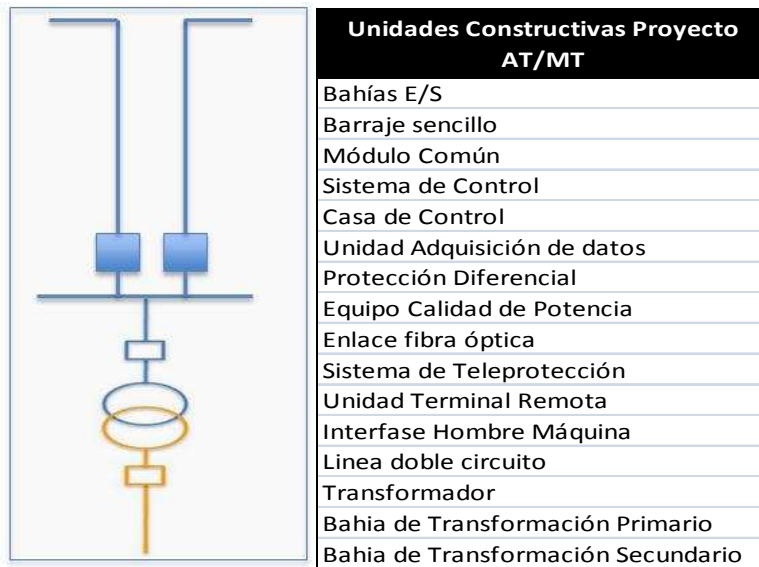 Unidades Constructivas Proyecto
AT/MT
Bahías E/S
Barraje sencillo
Módulo Común
Sistema de Control
Casa de Control
Unidad Adquisición de datos
Protección Diferencial
Equipo Calidad de Potencia
Enlace fibra óptica
Sistema de Teleprotección
Unidad Terminal Remota
Interfase Hombre Máquina
Linea doble circuito
Transformador
Bahia de Transformación Primario
Bahia de Transformación Secundario